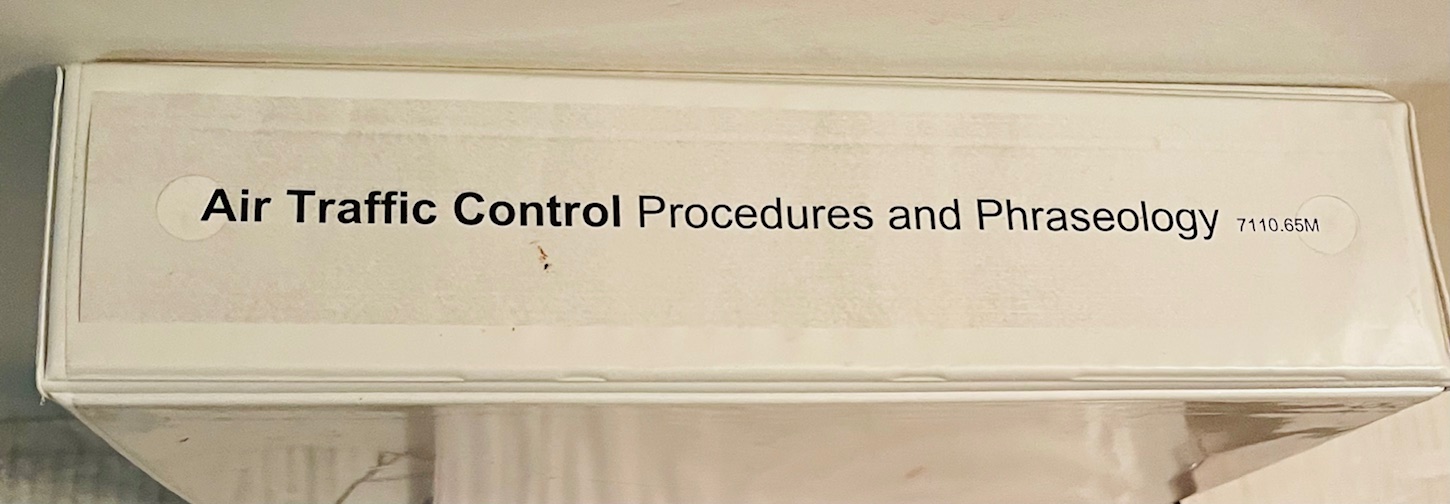 Air Traffic Control Procedures and Phraseology 7110.65M